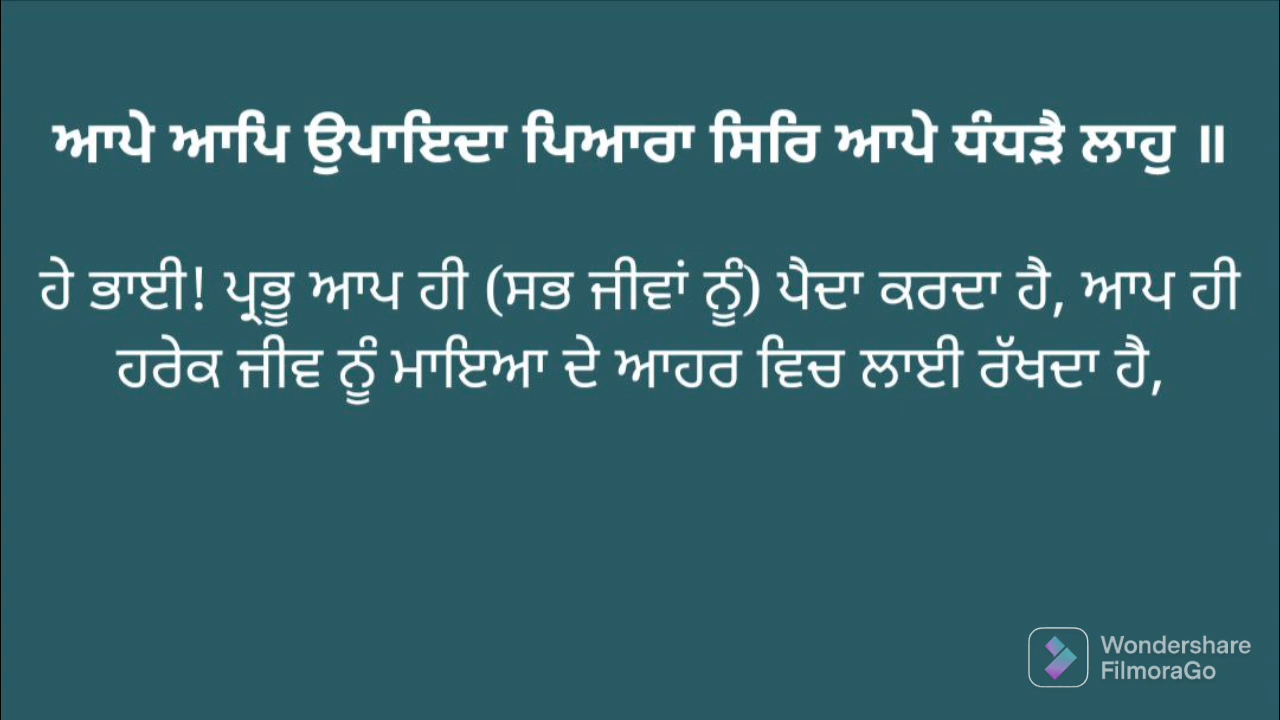 ਆਪੇ ਆਪਿ ਉਪਾਇਦਾ ਪਿਆਰਾ ਸਿਰਿ ਆਪੇ ਧੰਧੜੈ ਲਾਹੁ ॥
ਹੇ ਭਾਈ! ਪ੍ਰਭੂ ਆਪ ਹੀ (ਸਭ ਜੀਵਾਂ ਨੂੰ) ਪੈਦਾ ਕਰਦਾ ਹੈ, ਆਪ ਹੀ
ਹਰੇਕ ਜੀਵ ਨੂੰ ਮਾਇਆ ਦੇ ਆਹਰ ਵਿਚ ਲਾਈ ਰੱਖਦਾ ਹੈ,
Wondershare
FilmoraGo